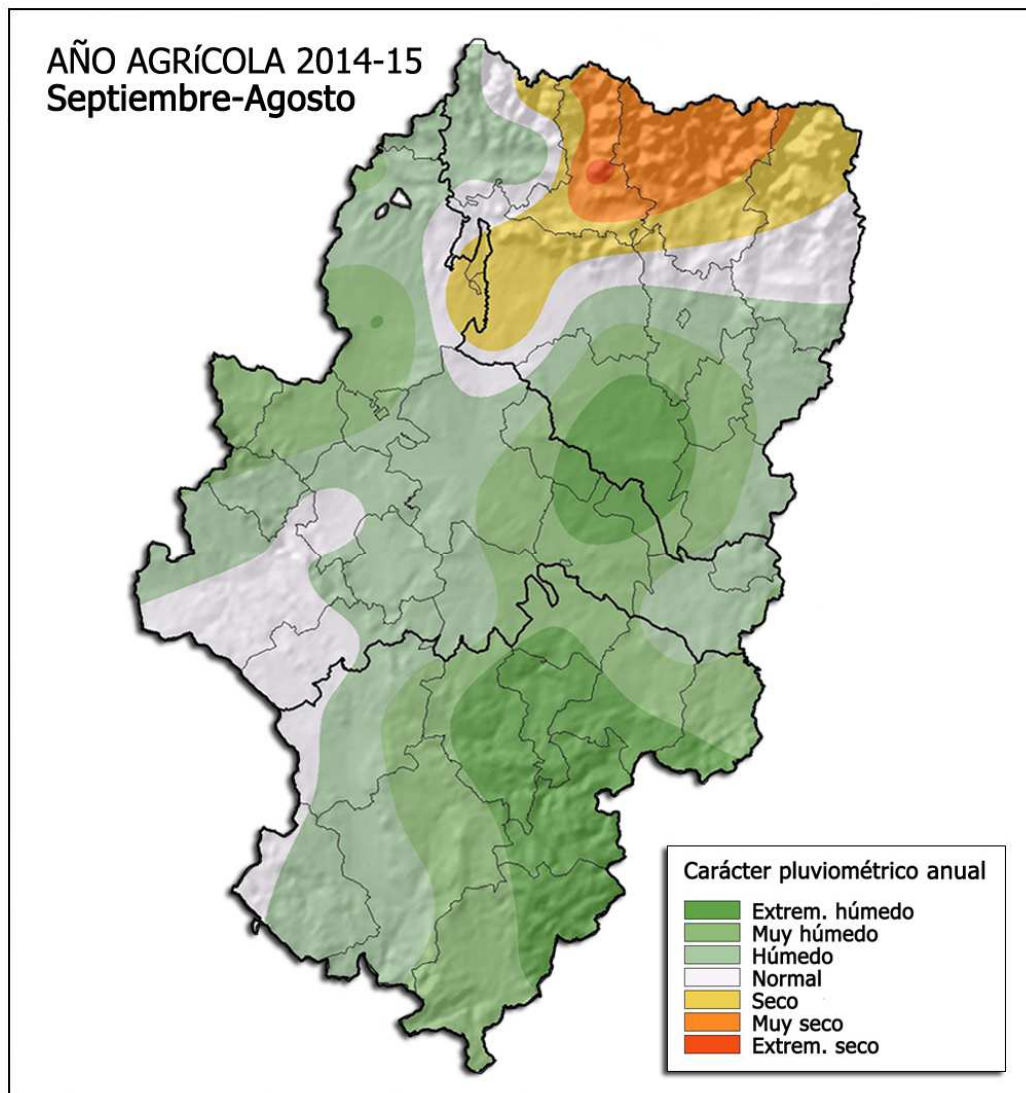 AÑO AGRíCOLA 2014-15
Septiembre-Agosto
Carácter pluviométrico anual
Extrem. húmedo
Muy húmedo
Húmedo
Normal
Seco
Muy seco
Extrem. seco